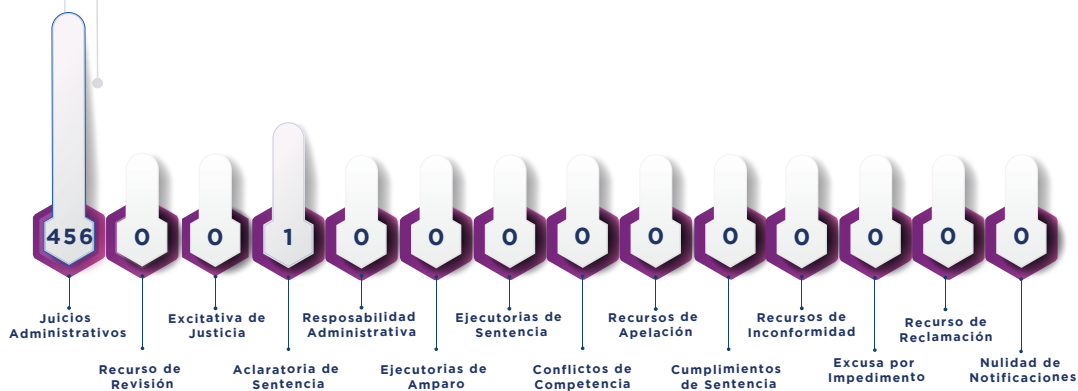 456
0
0
1
0
0
0
0
0
0
0
0
0
0
Juicios
Administrativos
Recurso de
Revisión
Excitativa de
Justicia
Aclaratoria de
Sentencia
Resposabilidad
Administrativa
Ejecutorias de
Amparo
Ejecutorias de
Sentencia
Conflictos de
Competencia
Recursos de
Apelación
Cumplimientos
de Sentencia
Recursos de
Inconformidad
Excusa por
Impedimento
Recurso de
Reclamación
Nulidad de
Notificaciones